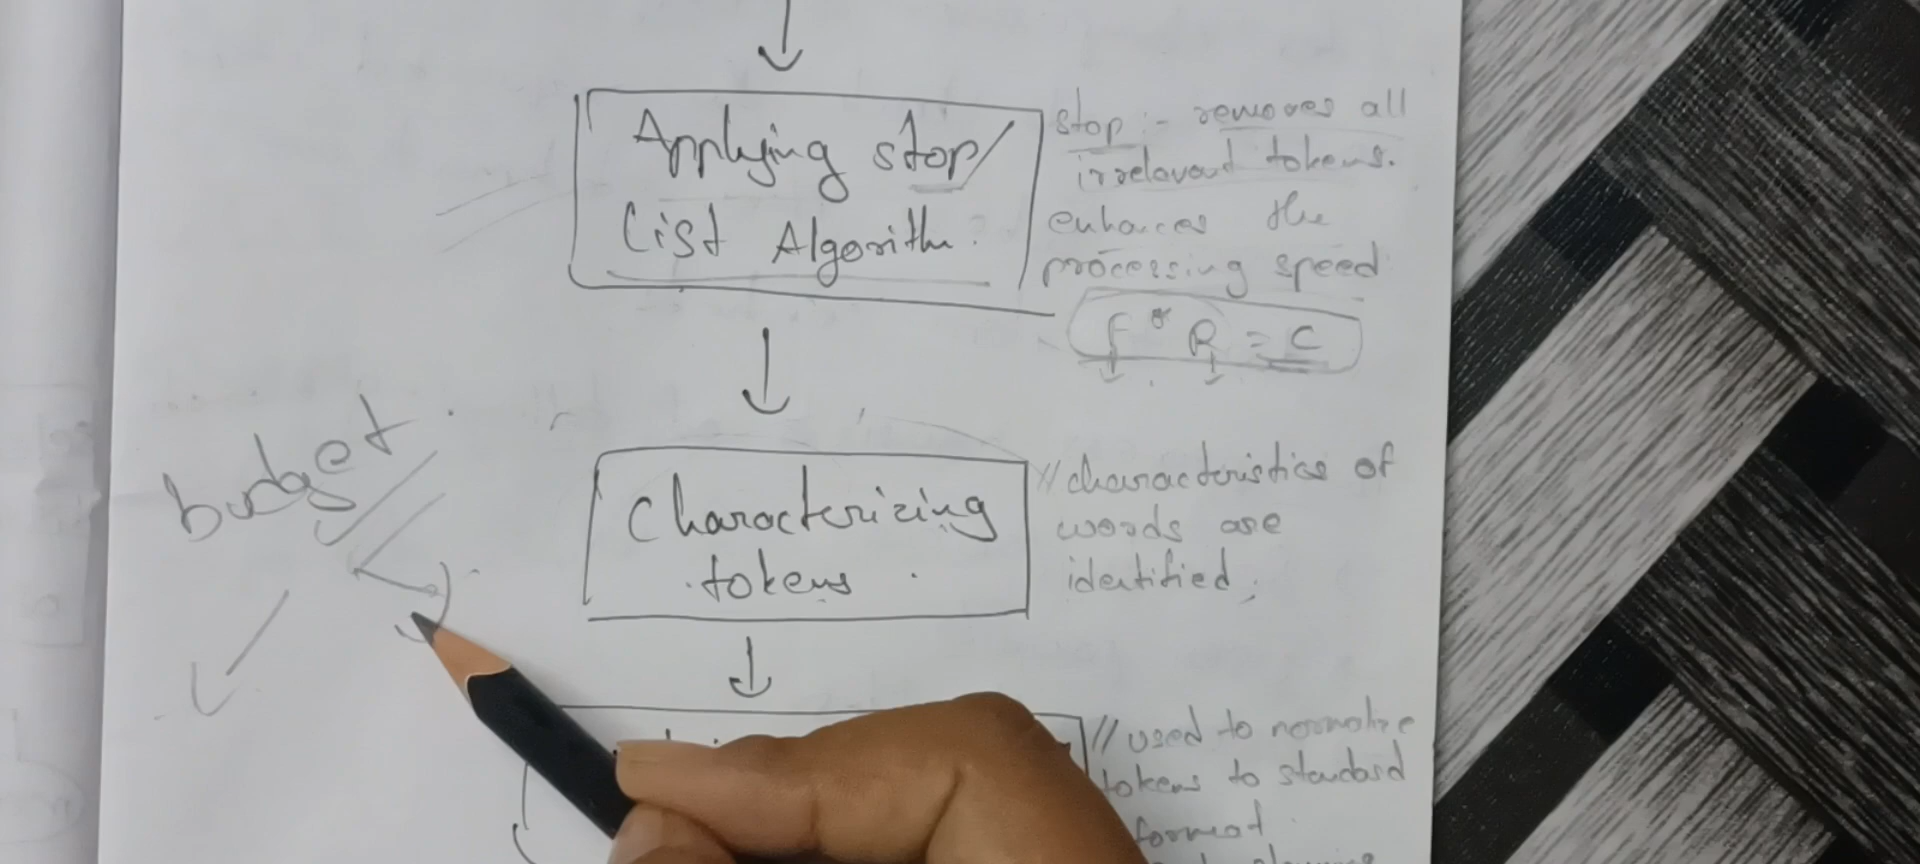 Applying stop/
List Algorithm.
stop :- removes all
irrelavant tokens.
enhances the
processing speed
F * R = C
budget
Characterizing
tokens
// characteristics of
words are
identified.
// used to normalize
tokens to standard
format